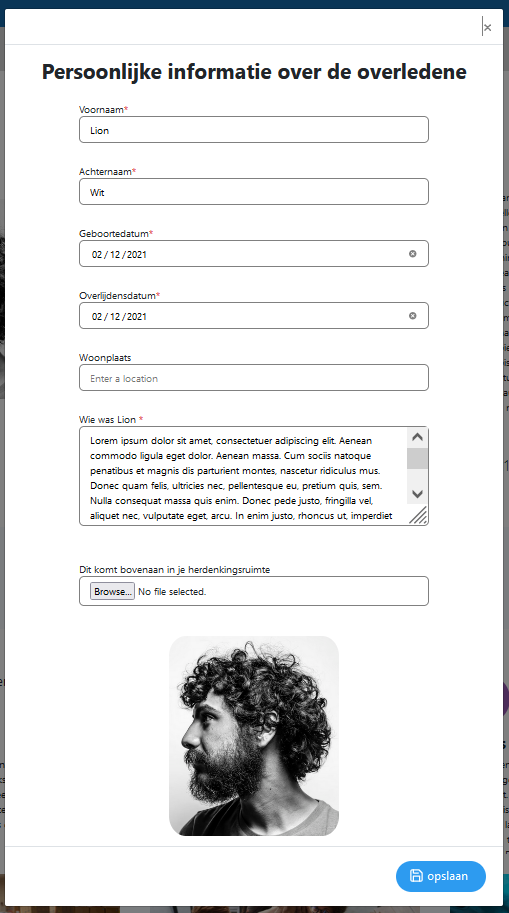 ×
Persoonlijke informatie over de overledene
Voornaam*
Lion
Achternaam*
Wit
Geboortedatum*
02 / 12 / 2021
Overlijdensdatum*
02 / 12 / 2021
Woonplaats
Enter a location
Wie was Lion *
Lorem ipsum dolor sit amet, consectetuer adipiscing elit. Aenean
commodo ligula eget dolor. Aenean massa. Cum sociis natoque
penatibus et magnis dis parturient montes, nascetur ridiculus mus.
Donec quam felis, ultricies nec, pellentesque eu, pretium quis, sem.
Nulla consequat massa quis enim. Donec pede justo, fringilla vel,
aliquet nec, vulputate eget, arcu. In enim justo, rhoncus ut, imperdiet
Dit komt bovenaan in je herdenkingsruimte
Browse... No file selected.
opslaan